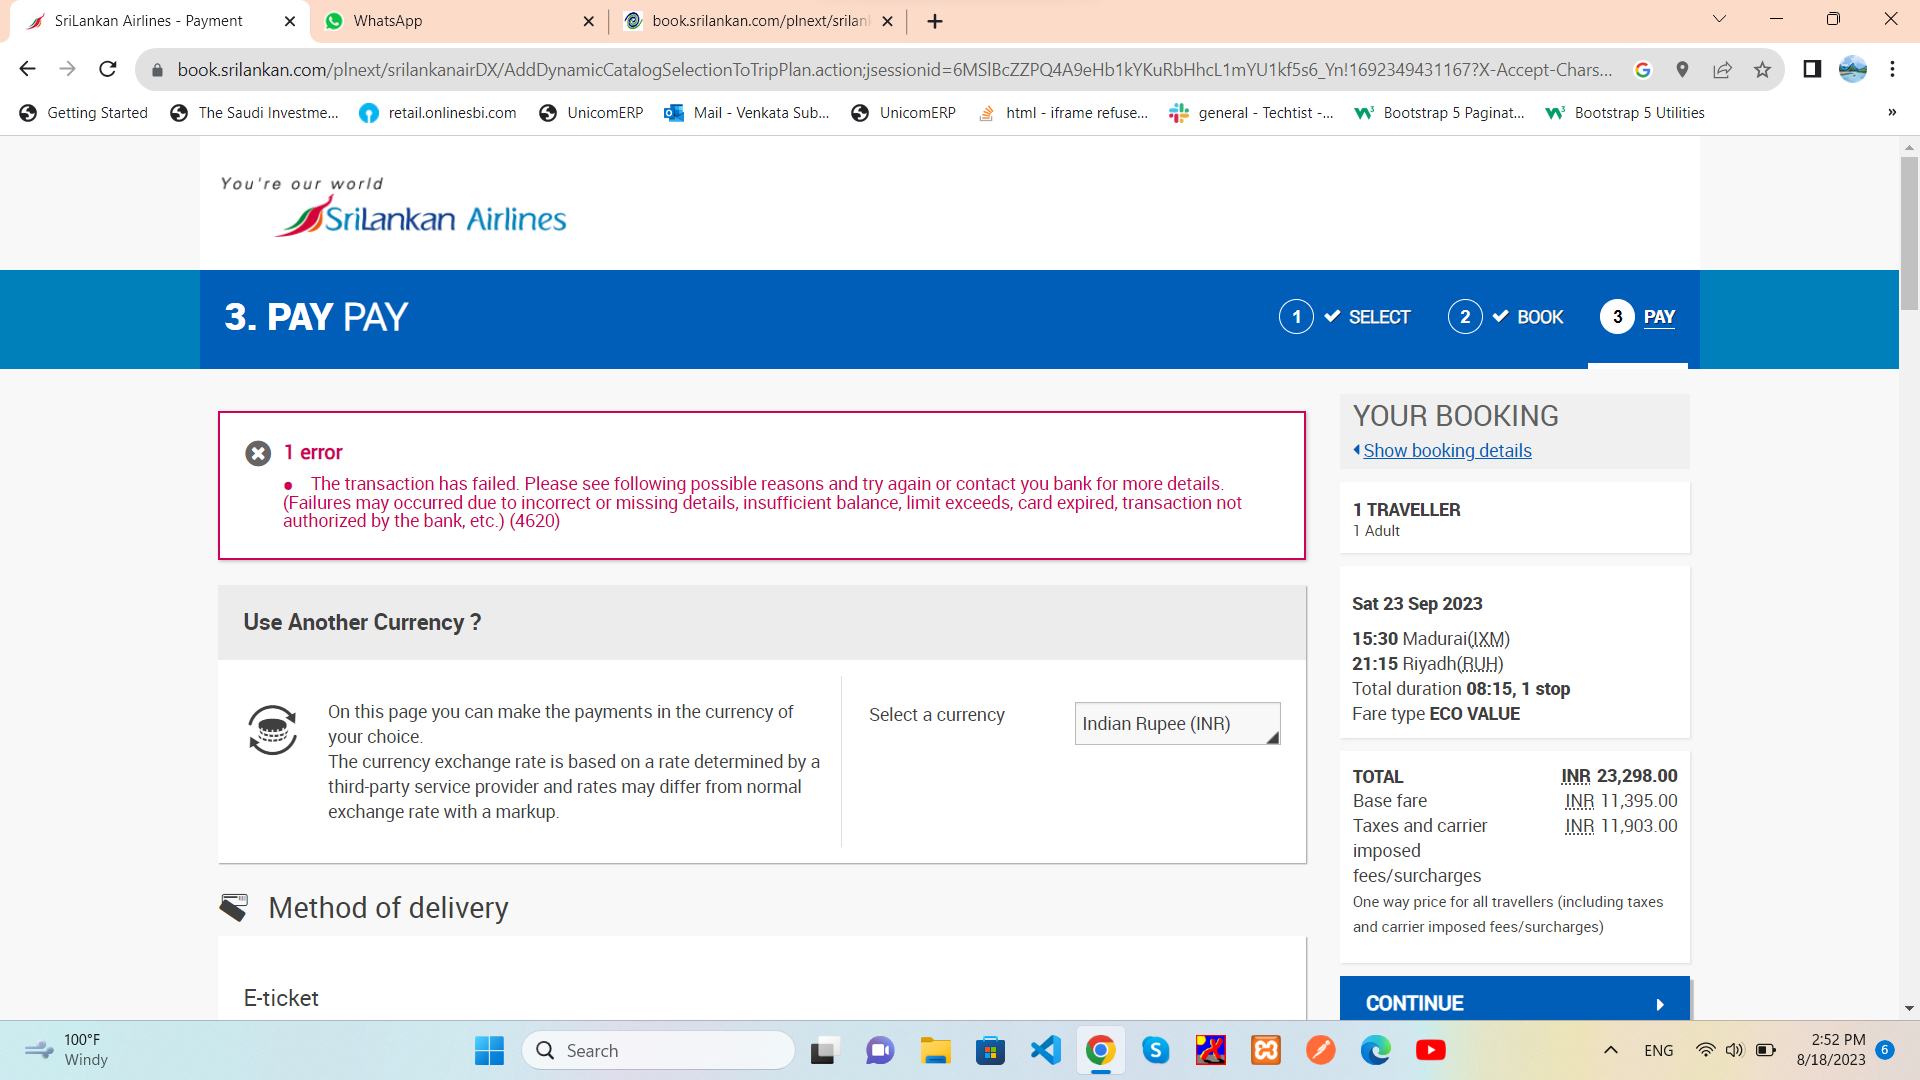 SriLankan Airlines - Payment
WhatsApp
book.srilankan.com/plnext/srilan
book.srilankan.com/plnext/srilankanairDX/AddDynamicCatalogSelectionToTripPlan.action;jsessionid=6MSlBcZZPQ4A9eHb1kYKuRbHhcL1mYU1kf5s6_Yn!1692349431167?X-Accept-Chars...
Getting Started
The Saudi Investme...
retail.onlinesbi.com
UnicomERP
Mail - Venkata Sub...
UnicomERP
html - iframe refuse...
general - Techtist -...
Bootstrap 5 Paginat...
Bootstrap 5 Utilities
»
You're our world
SriLankan Airlines
3. PAY PAY
1 SELECT
2 BOOK
3 PAY
1 error
• The transaction has failed. Please see following possible reasons and try again or contact you bank for more details.
(Failures may occurred due to incorrect or missing details, insufficient balance, limit exceeds, card expired, transaction not
authorized by the bank, etc.) (4620)
Use Another Currency ?
On this page you can make the payments in the currency of
your choice.
The currency exchange rate is based on a rate determined by a
third-party service provider and rates may differ from normal
exchange rate with a markup.
Select a currency
Indian Rupee (INR)
Method of delivery
E-ticket
YOUR BOOKING
Show booking details
1 TRAVELLER
1 Adult
Sat 23 Sep 2023
15:30 Madurai(IXM)
21:15 Riyadh(RUH)
Total duration 08:15, 1 stop
Fare type ECO VALUE
TOTAL INR 23,298.00
Base fare INR 11,395.00
Taxes and carrier INR 11,903.00
imposed
fees/surcharges
One way price for all travellers (including taxes
and carrier imposed fees/surcharges)
CONTINUE
100°F
Windy
Search
ENG
2:52 PM
8/18/2023
6